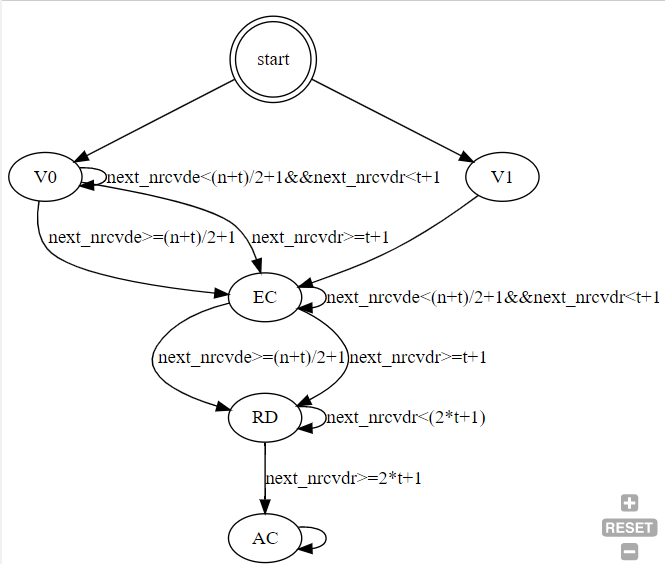 start
V0
next_nrcvde<(n+t)/2+1&&next_nrcvdr<t+1
V1
next_nrcvde>=(n+t)/2+1
next_nrcvdr>=t+1
EC
next_nrcvde<(n+t)/2+1&&next_nrcvdr<t+1
next_nrcvde>=(n+t)/2+1
next_nrcvdr>=t+1
RD
next_nrcvdr<(2*t+1)
next_nrcvdr>=2*t+1
AC
+
RESET
−